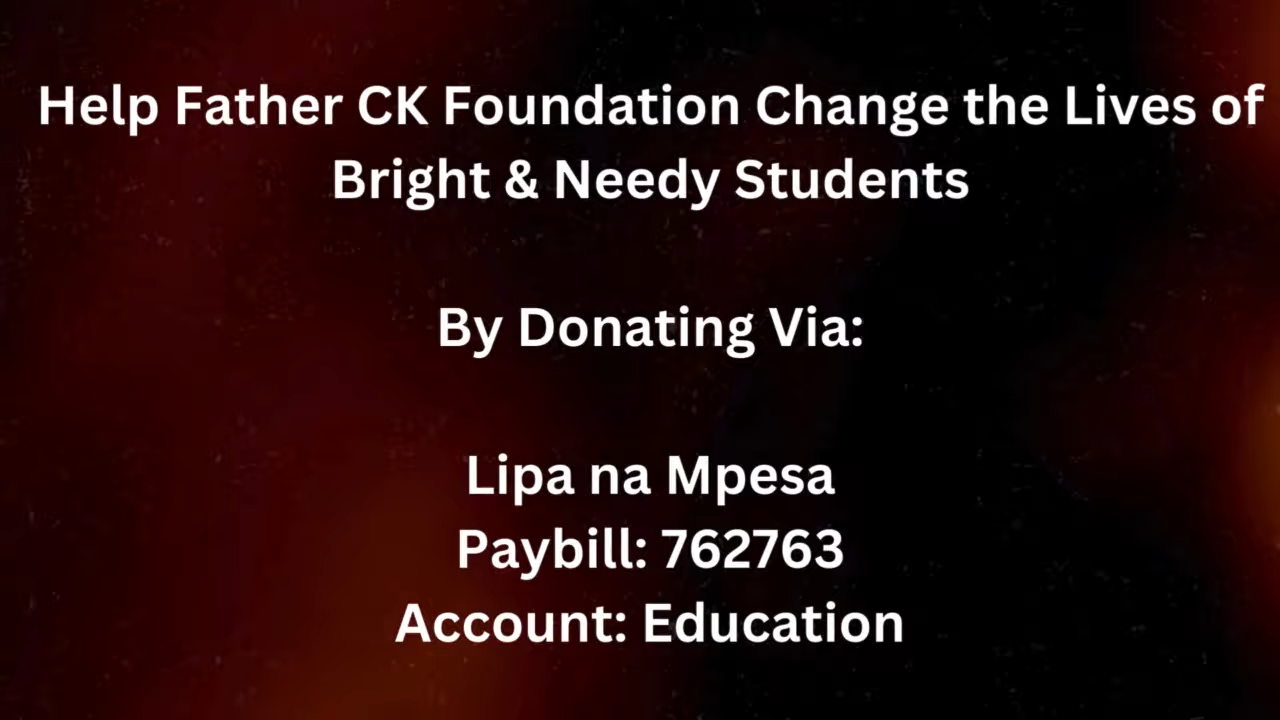 Help Father CK Foundation Change the Lives of
Bright & Needy Students
By Donating Via:
Lipa na Mpesa
Paybill: 762763
Account: Education